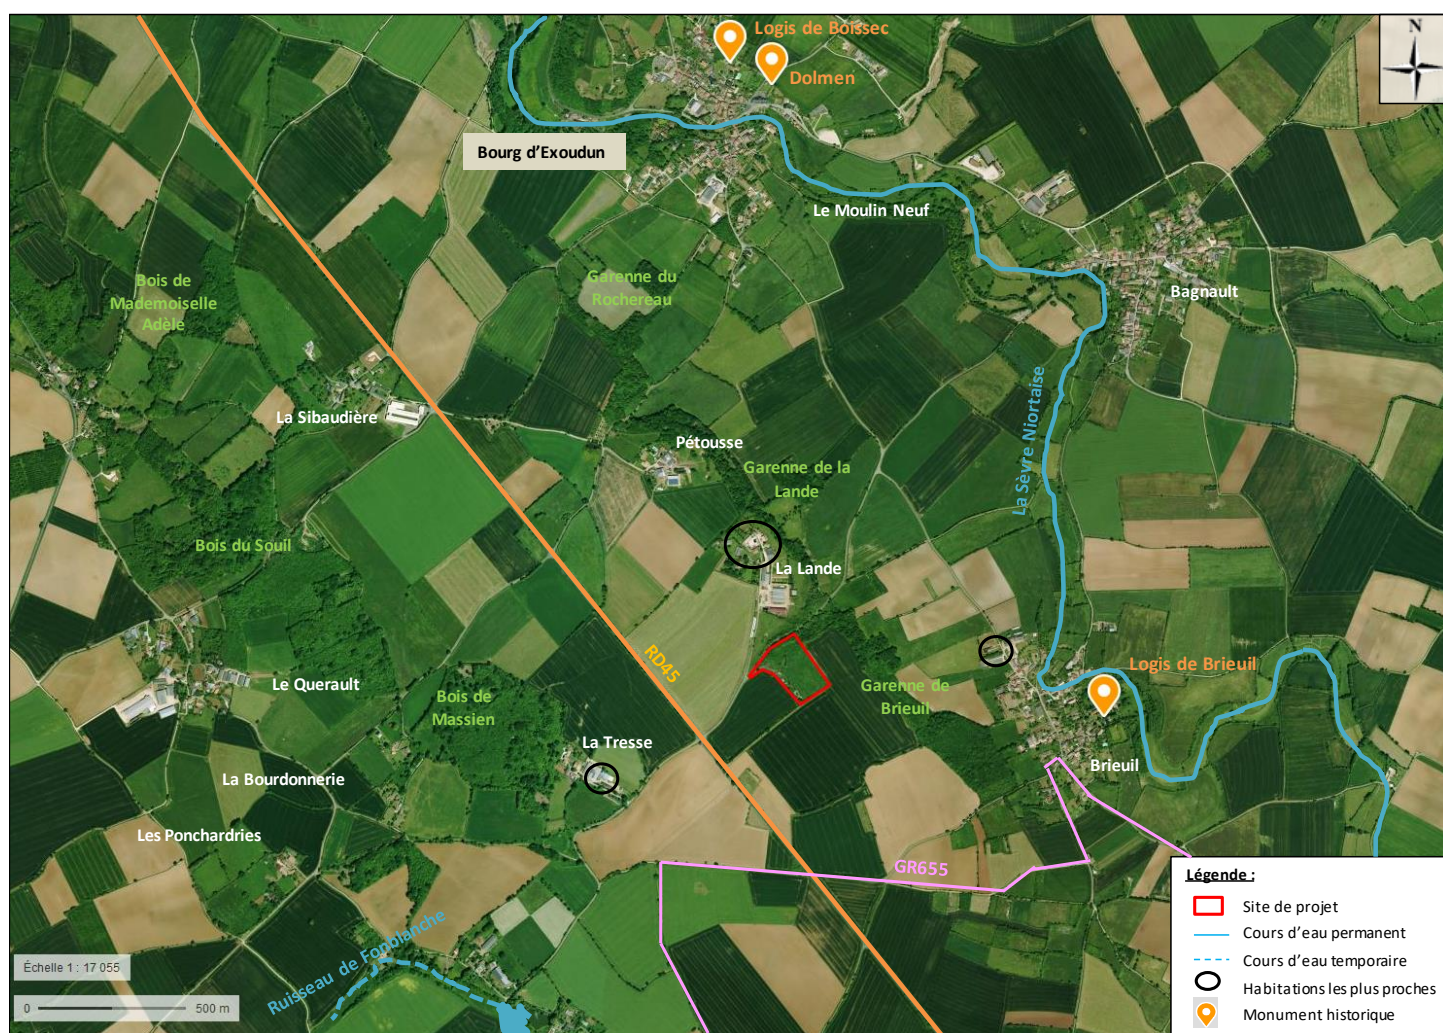 Logis de Boissec
N
Dolmen
Bourg d’Exoudun
Le Moulin Neuf
Bois de
Mademoiselle
Adèle
Garenne du
Rochereau
Bagnault
La Sibaudière
Pétousse
Garenne de la
Lande
La Sèvre Niortaise
Bois du Souil
La Lande
RD45
Logis de Brieuil
Le Querault
Bois de
Massien
Garenne de
Brieuil
La Tresse
Brieuil
La Bourdonnerie
Les Ponchardries
GR655
Ruisseau de Fonblanche
Échelle 1 : 17 055
0 500 m
Légende :
Site de projet
Cours d’eau permanent
Cours d’eau temporaire
Habitations les plus proches
Monument historique